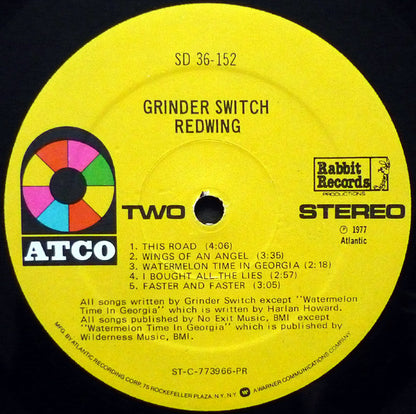 SD 36-152
GRINDER SWITCH
REDWING
Rabbit
Records
PRODUCTIONS
ATCO
TWO
STEREO
℗ 1977
Atlantic
1. THIS ROAD (4:06)
2. WINGS OF AN ANGEL (3:35)
3. WATERMELON TIME IN GEORGIA (2:18)
4. I BOUGHT ALL THE LIES (2:57)
5. FASTER AND FASTER (3:05)
All songs written by Grinder Switch except "Watermelon
Time In Georgia" which is written by Harlan Howard.
All songs published by No Exit Music, BMI except
"Watermelon Time In Georgia" which is published by
Wilderness Music, BMI.
ST-C-773966-PR
MFG. BY ATLANTIC RECORDING CORP. 75 ROCKEFELLER PLAZA, N.Y., N.Y. A WARNER COMMUNICATIONS COMPANY